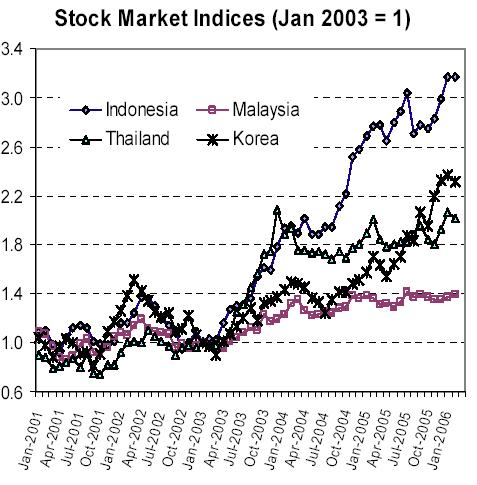 Stock Market Indices (Jan 2003 = 1)
3.4
3.0
2.6
2.2
1.8
1.4
1.0
0.6
Indonesia Malaysia
Thailand Korea
Jan-2001
Apr-2001
Jul-2001
Oct-2001
Jan-2002
Apr-2002
Jul-2002
Oct-2002
Jan-2003
Apr-2003
Jul-2003
Oct-2003
Jan-2004
Apr-2004
Jul-2004
Oct-2004
Jan-2005
Apr-2005
Jul-2005
Oct-2005
Jan-2006